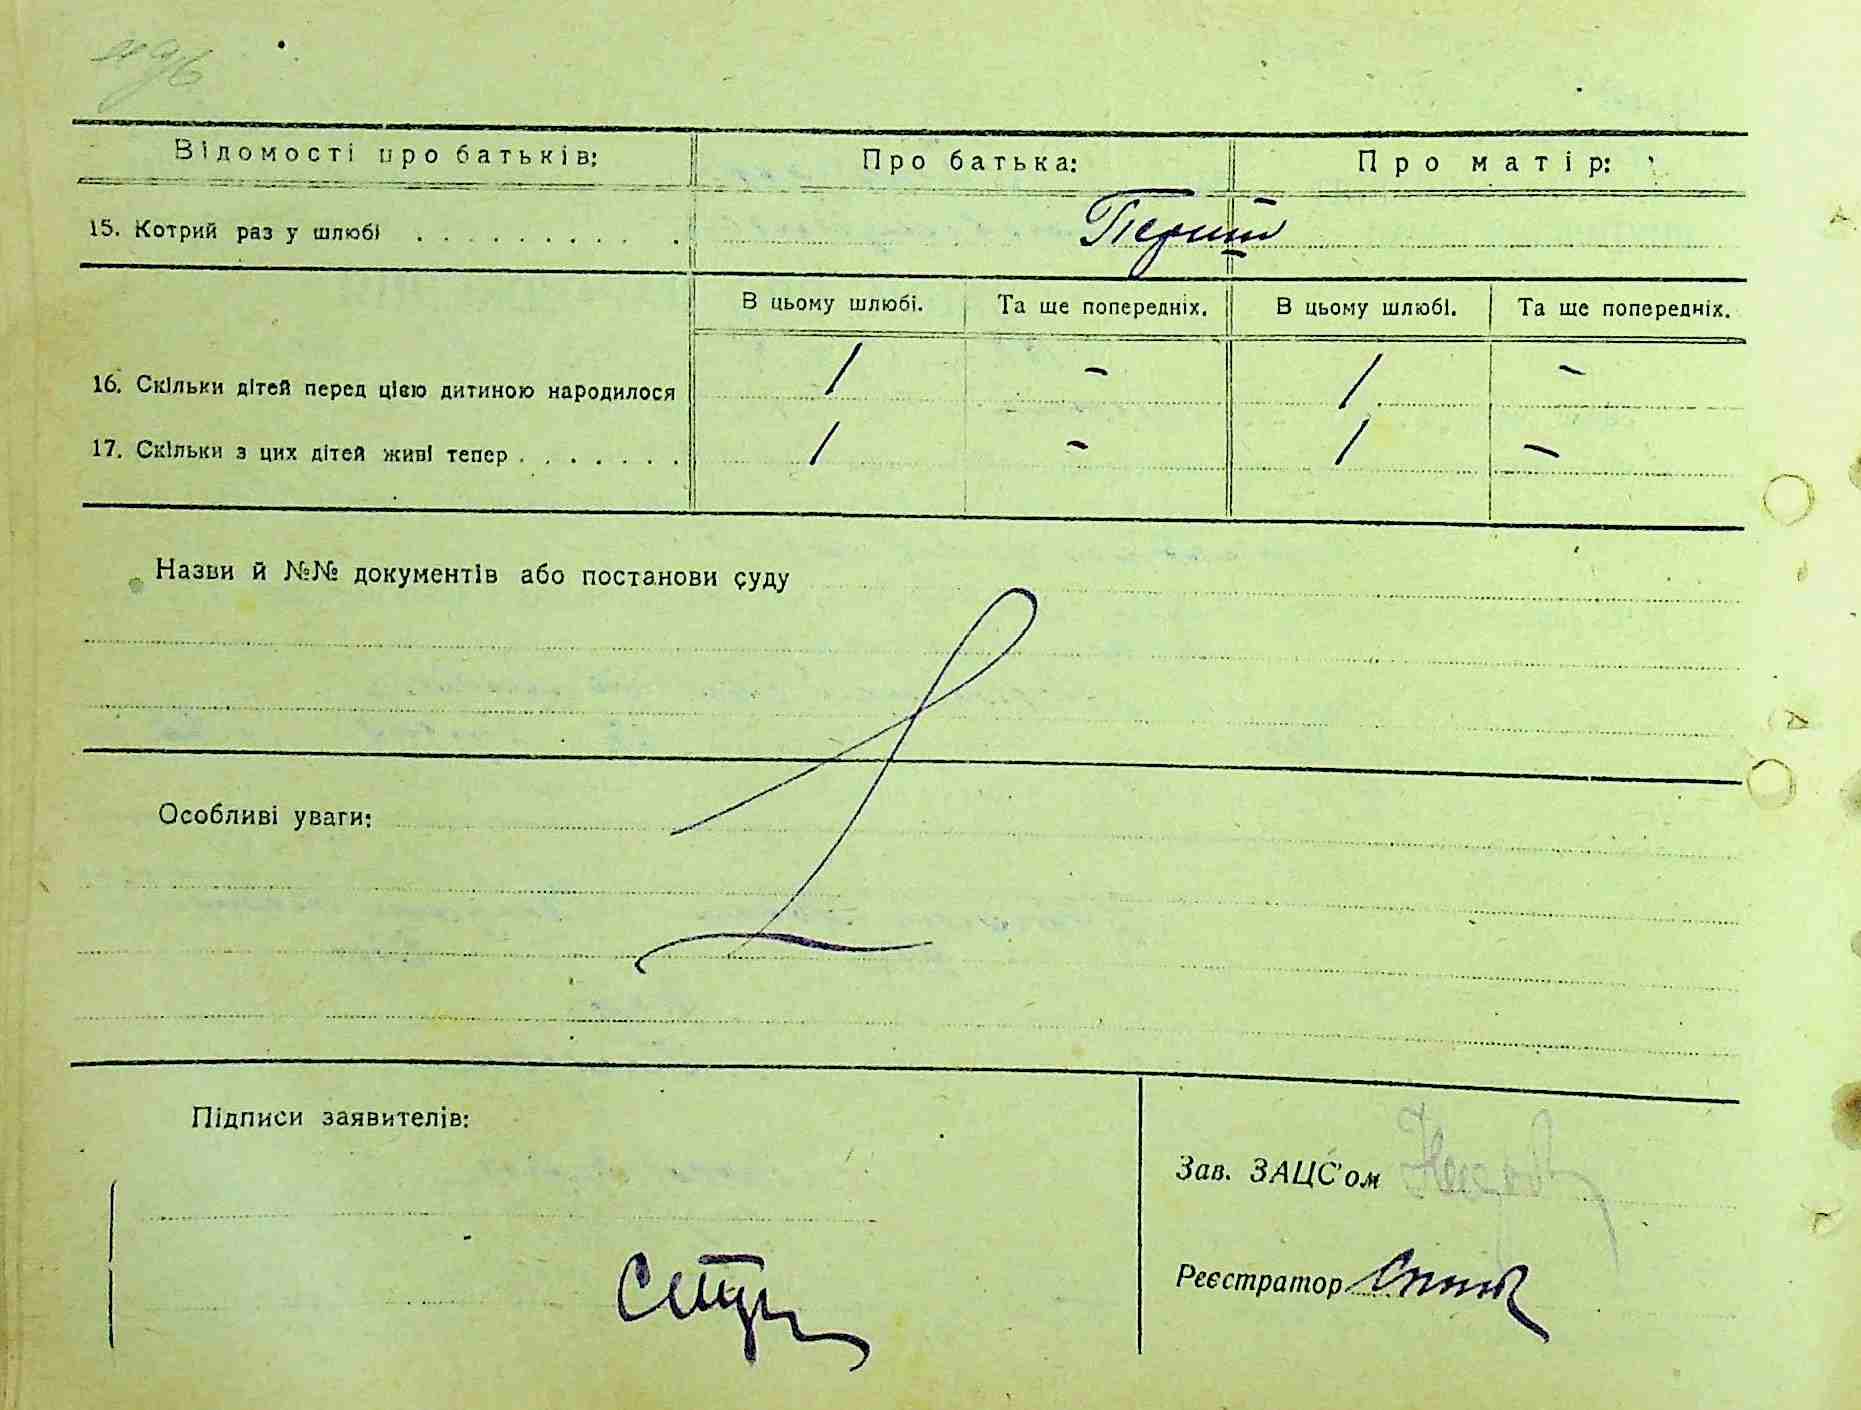 Відомості про батьків: Про батька: Про матір:
15. Котрий раз у шлюбі . . . . . . . . . . Перший
В цьому шлюбі. Та ще попередніх. В цьому шлюбі. Та ще попередніх.
16. Скільки дітей перед цією дитиною народилося 1 - 1 -
17. Скільки з цих дітей живі тепер . . . . . . . 1 - 1 -
Назви й №№ документів або постанови суду
Особливі уваги:
Підписи заявителів:
Зав. ЗАЦС'ом
Реєстратор